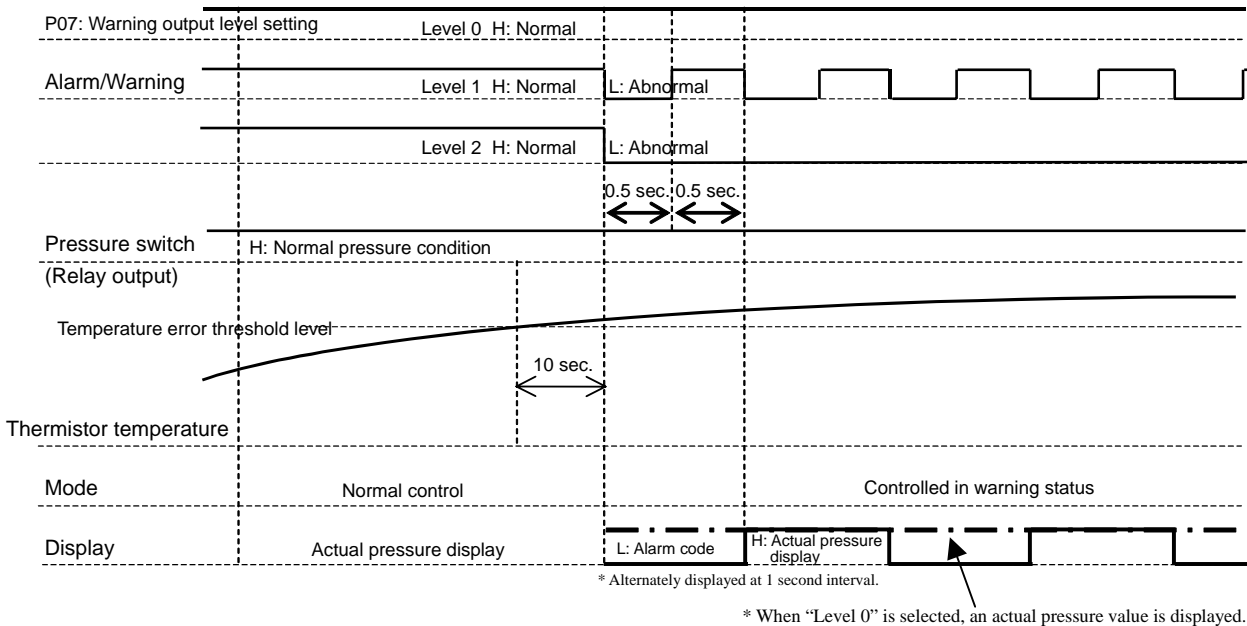 P07: Warning output level setting
Level 0 H: Normal
Alarm/Warning
Level 1 H: Normal
L: Abnormal
Level 2 H: Normal
L: Abnormal
0.5 sec.
0.5 sec.
Pressure switch
(Relay output)
H: Normal pressure condition
Temperature error threshold level
10 sec.
Thermistor temperature
Mode
Normal control
Controlled in warning status
Display
Actual pressure display
L: Alarm code
H: Actual pressure
display
* Alternately displayed at 1 second interval.
* When “Level 0” is selected, an actual pressure value is displayed.